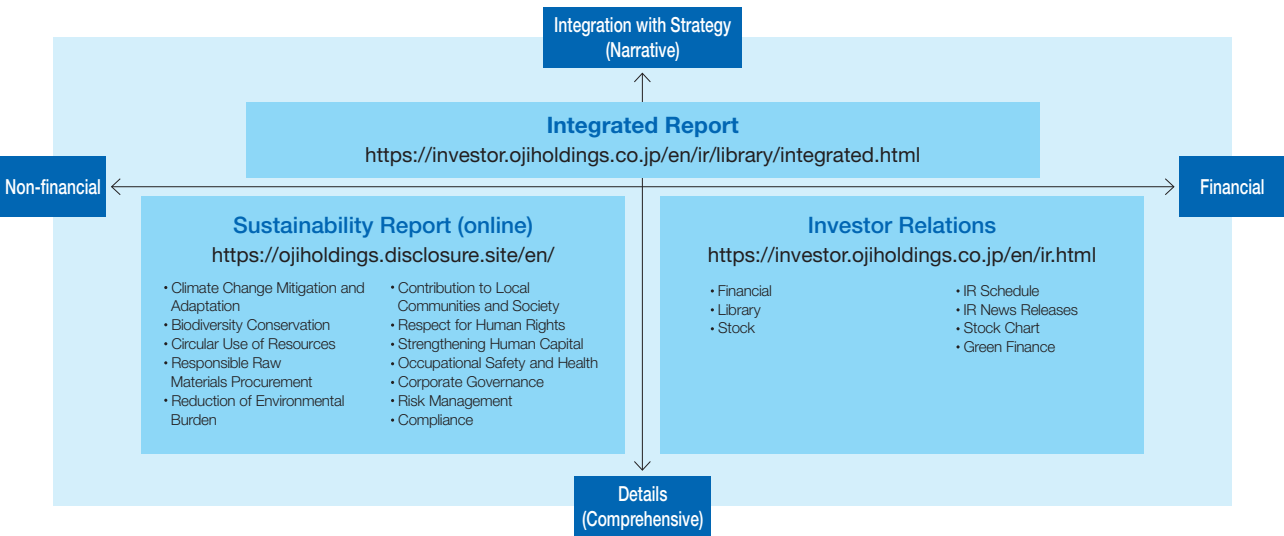 Integration with Strategy
(Narrative)
Integrated Report
https://investor.ojiholdings.co.jp/en/ir/library/integrated.html
Non-financial
Financial
Sustainability Report (online)
https://ojiholdings.disclosure.site/en/
• Climate Change Mitigation and
Adaptation
• Biodiversity Conservation
• Circular Use of Resources
• Responsible Raw
Materials Procurement
• Reduction of Environmental
Burden
• Contribution to Local
Communities and Society
• Respect for Human Rights
• Strengthening Human Capital
• Occupational Safety and Health
• Corporate Governance
• Risk Management
• Compliance
Investor Relations
https://investor.ojiholdings.co.jp/en/ir.html
• Financial
• Library
• Stock
• IR Schedule
• IR News Releases
• Stock Chart
• Green Finance
Details
(Comprehensive)